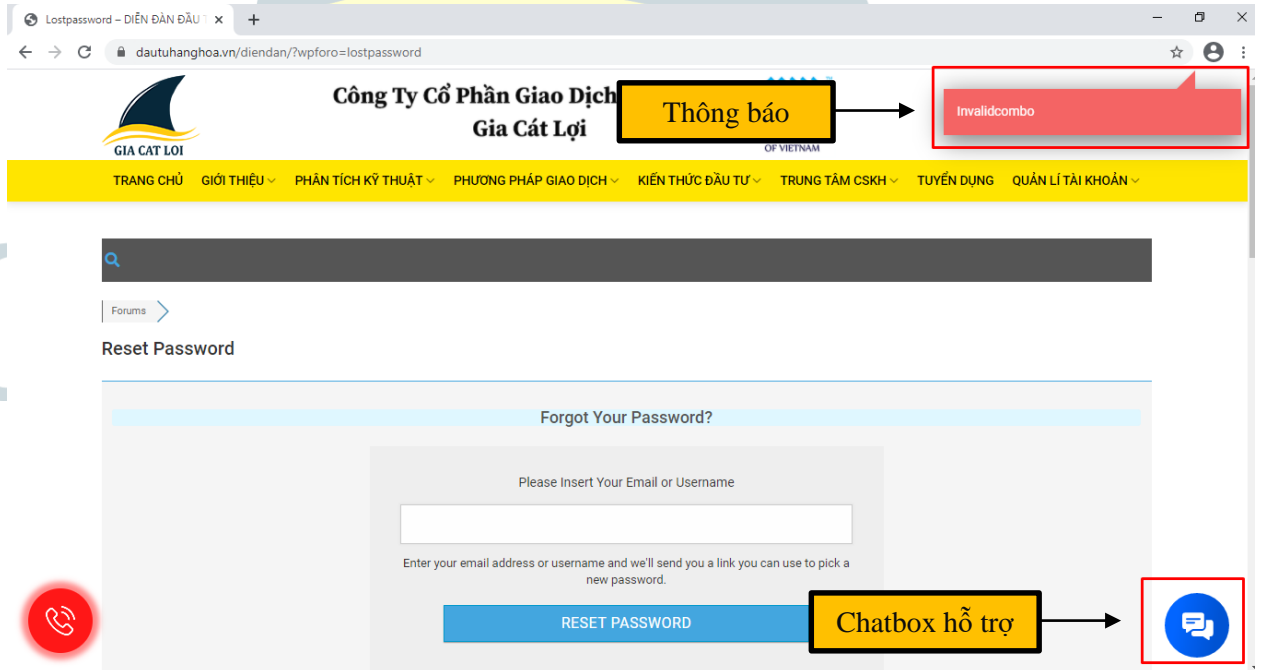 Lostpassword – DIỄN ĐÀN ĐẦU T
dautuhanghoa.vn/diendan/?wpforo=lostpassword
GIA CAT LOI
Công Ty Cổ Phần Giao Dịch
Gia Cát Lợi
Thông báo
OF VIETNAM
Invalidcombo
TRANG CHỦ GIỚI THIỆU PHÂN TÍCH KỸ THUẬT PHƯƠNG PHÁP GIAO DỊCH KIẾN THỨC ĐẦU TƯ TRUNG TÂM CSKH TUYỂN DỤNG QUẢN LÍ TÀI KHOẢN
Forums
Reset Password
Forgot Your Password?
Please Insert Your Email or Username
Enter your email address or username and we'll send you a link you can use to pick a
new password.
RESET PASSWORD
Chatbox hỗ trợ